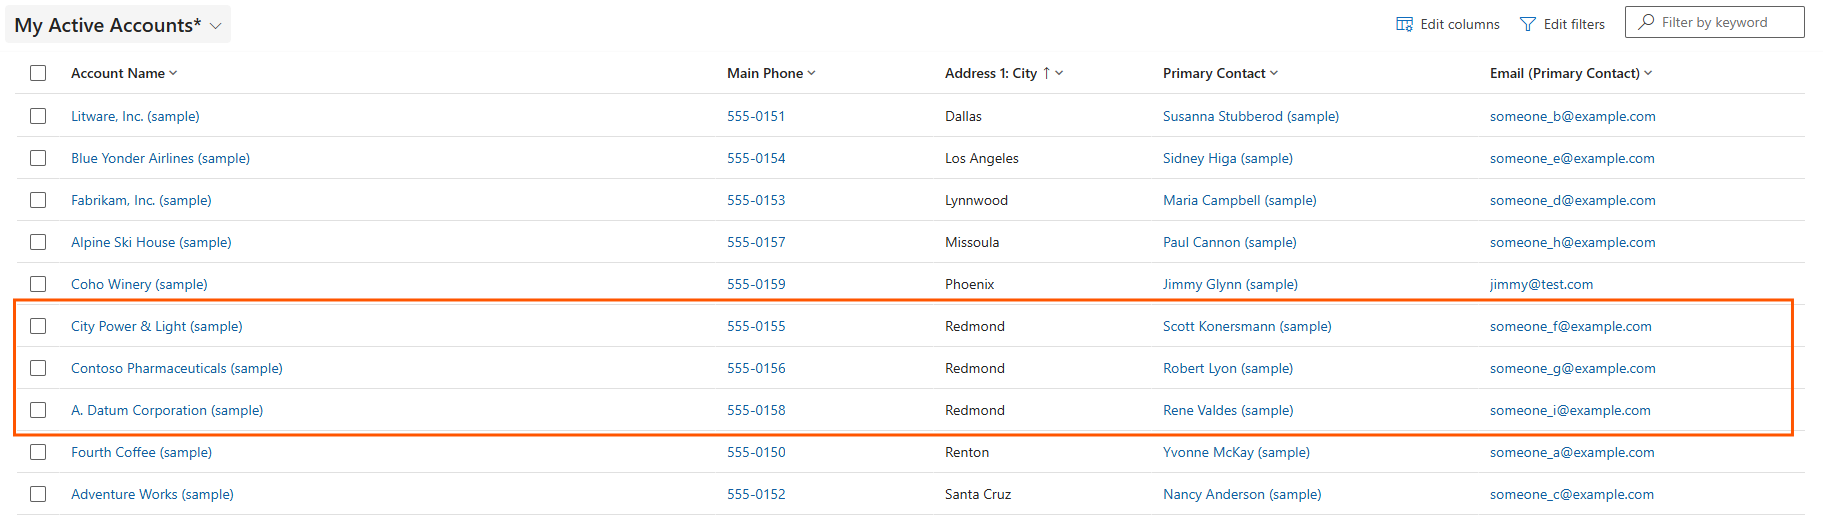 My Active Accounts*
Edit columns Edit filters Filter by keyword
Account Name Main Phone Address 1: City ↑ Primary Contact Email (Primary Contact)
Litware, Inc. (sample) 555-0151 Dallas Susanna Stubberod (sample) someone_b@example.com
Blue Yonder Airlines (sample) 555-0154 Los Angeles Sidney Higa (sample) someone_e@example.com
Fabrikam, Inc. (sample) 555-0153 Lynnwood Maria Campbell (sample) someone_d@example.com
Alpine Ski House (sample) 555-0157 Missoula Paul Cannon (sample) someone_h@example.com
Coho Winery (sample) 555-0159 Phoenix Jimmy Glynn (sample) jimmy@test.com
City Power & Light (sample) 555-0155 Redmond Scott Konersmann (sample) someone_f@example.com
Contoso Pharmaceuticals (sample) 555-0156 Redmond Robert Lyon (sample) someone_g@example.com
A. Datum Corporation (sample) 555-0158 Redmond Rene Valdes (sample) someone_i@example.com
Fourth Coffee (sample) 555-0150 Renton Yvonne McKay (sample) someone_a@example.com
Adventure Works (sample) 555-0152 Santa Cruz Nancy Anderson (sample) someone_c@example.com